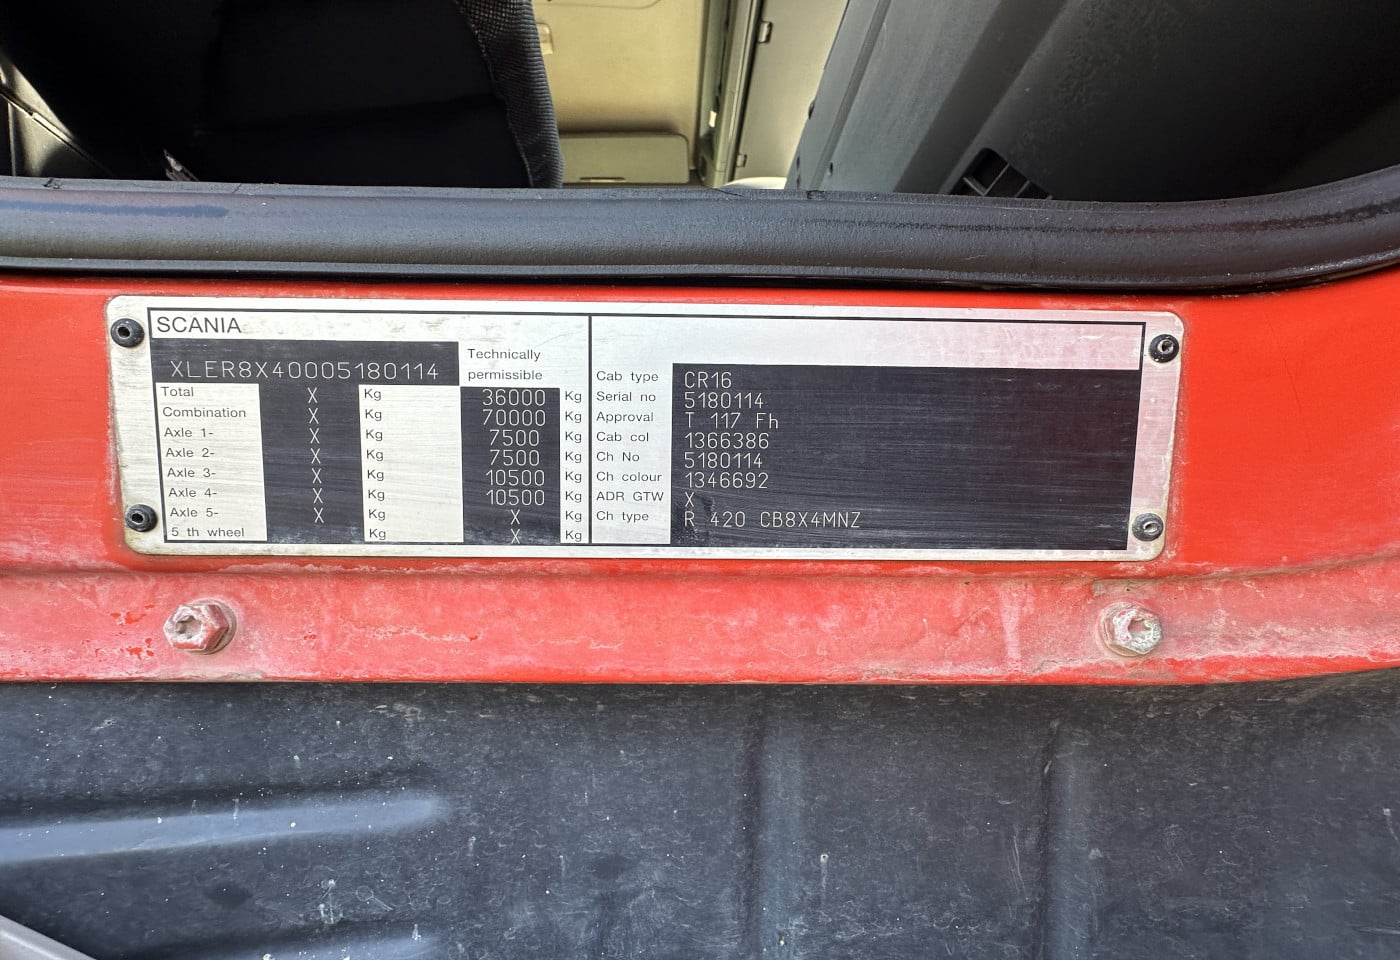 SCANIA
XLER8X40005180114
Technically
permissible
Total X Kg 36000 Kg
Combination X Kg 70000 Kg
Axle 1- X Kg 7500 Kg
Axle 2- X Kg 7500 Kg
Axle 3- X Kg 10500 Kg
Axle 4- X Kg 10500 Kg
Axle 5- X Kg X Kg
5 th wheel Kg X Kg
Cab type CR16
Serial no 5180114
Approval T 117 Fh
Cab col 1366386
Ch No 5180114
Ch colour 1346692
ADR GTW X
Ch type R 420 CB8X4MNZ